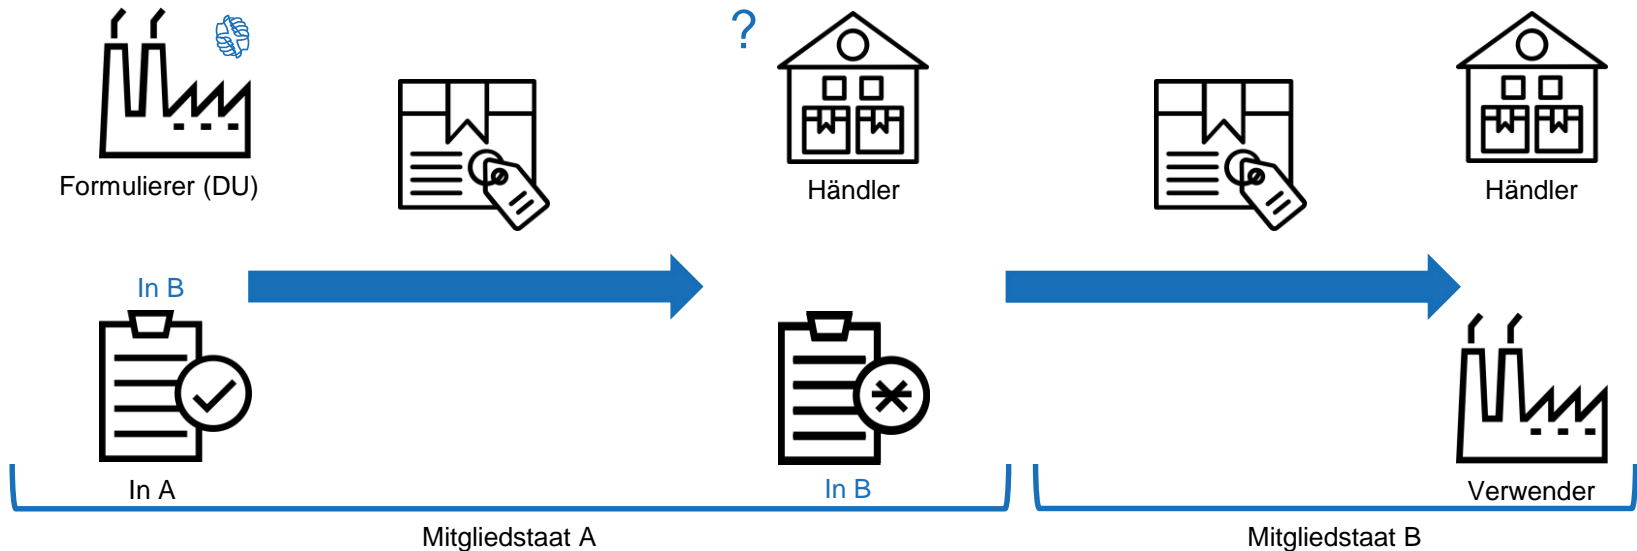 ?
Formulierer (DU)
Händler
Händler
In B
In A
In B
Verwender
Mitgliedstaat A
Mitgliedstaat B